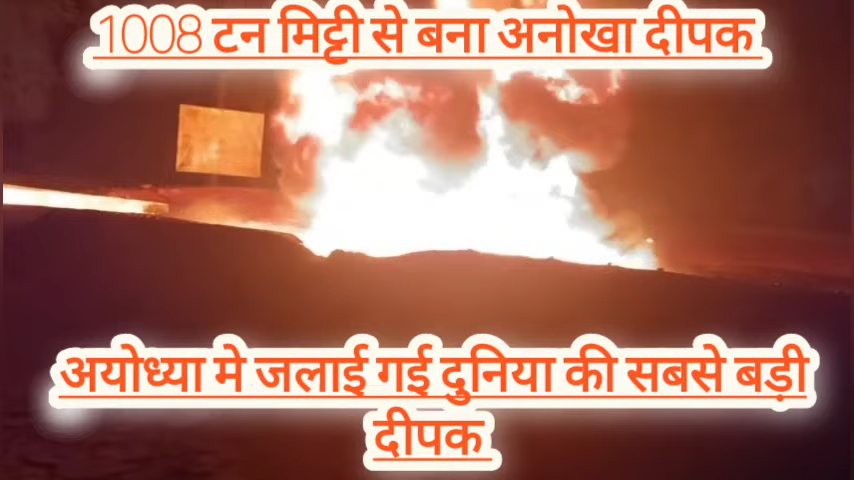 1008 टन मिट्टी से बना अनोखा दीपक
अयोध्या मे जलाई गई दुनिया की सबसे बड़ी
दीपक